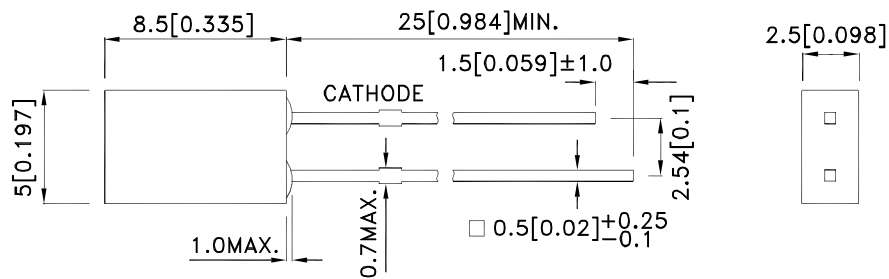 8.5[0.335]
25[0.984]MIN.
2.5[0.098]
1.5[0.059]±1.0
CATHODE
5[0.197]
2.54[0.1]
1.0MAX.
0.7MAX.
□ 0.5[0.02]+0.25
−0.1